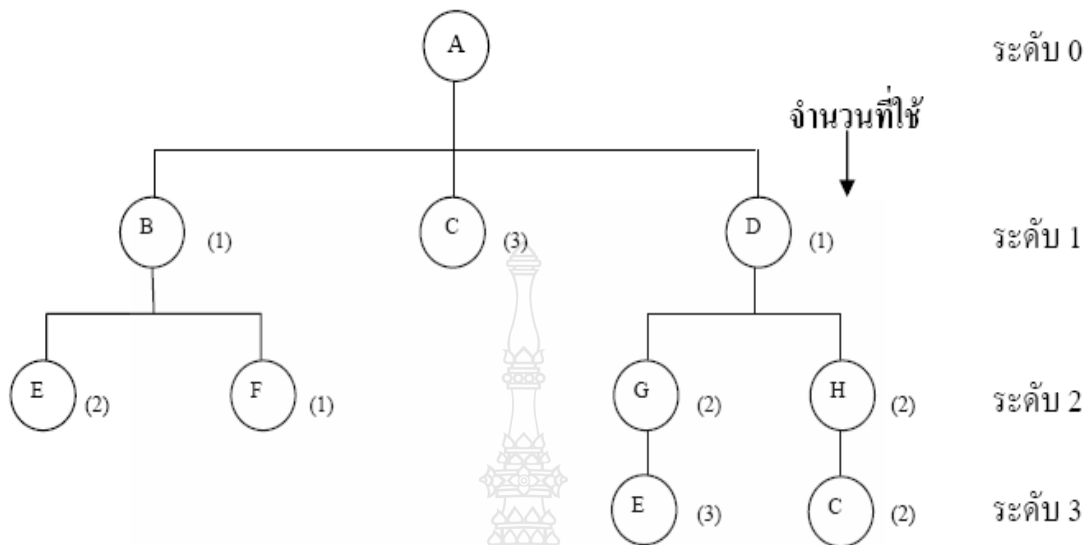 A ระดับ 0
จำนวนที่ใช้
B (1) C (3) D (1) ระดับ 1
E (2) F (1) G (2) H (2) ระดับ 2
E (3) C (2) ระดับ 3